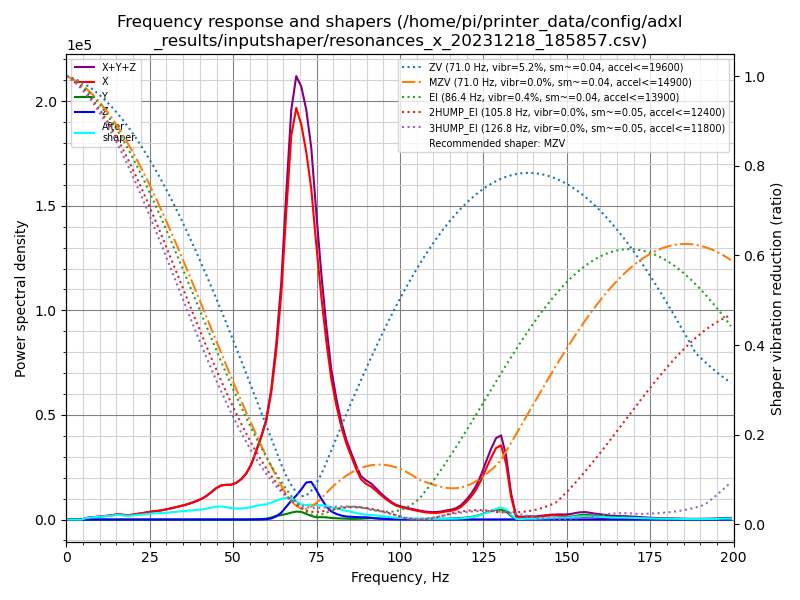 Frequency response and shapers (/home/pi/printer_data/config/adxl
_results/inputshaper/resonances_x_20231218_185857.csv)
1e5
X+Y+Z
X
Y
Z
After
shaper
ZV (71.0 Hz, vibr=5.2%, sm~=0.04, accel<=19600)
MZV (71.0 Hz, vibr=0.0%, sm~=0.04, accel<=14900)
EI (86.4 Hz, vibr=0.4%, sm~=0.04, accel<=13900)
2HUMP_EI (105.8 Hz, vibr=0.0%, sm~=0.05, accel<=12400)
3HUMP_EI (126.8 Hz, vibr=0.0%, sm~=0.05, accel<=11800)
Recommended shaper: MZV
Power spectral density
2.0
1.5
1.0
0.5
0.0
1.0
0.8
0.6
0.4
0.2
0.0
Shaper vibration reduction (ratio)
0 25 50 75 100 125 150 175 200
Frequency, Hz